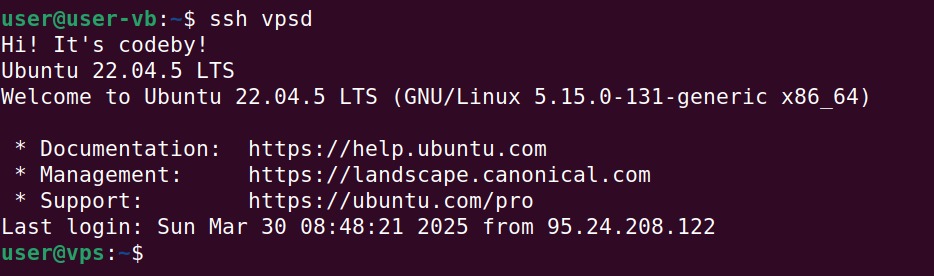 user@user-vb:~$ ssh vpsd
Hi! It's codeby!
Ubuntu 22.04.5 LTS
Welcome to Ubuntu 22.04.5 LTS (GNU/Linux 5.15.0-131-generic x86_64)
 * Documentation:  https://help.ubuntu.com
 * Management:     https://landscape.canonical.com
 * Support:        https://ubuntu.com/pro
Last login: Sun Mar 30 08:48:21 2025 from 95.24.208.122
user@vps:~$